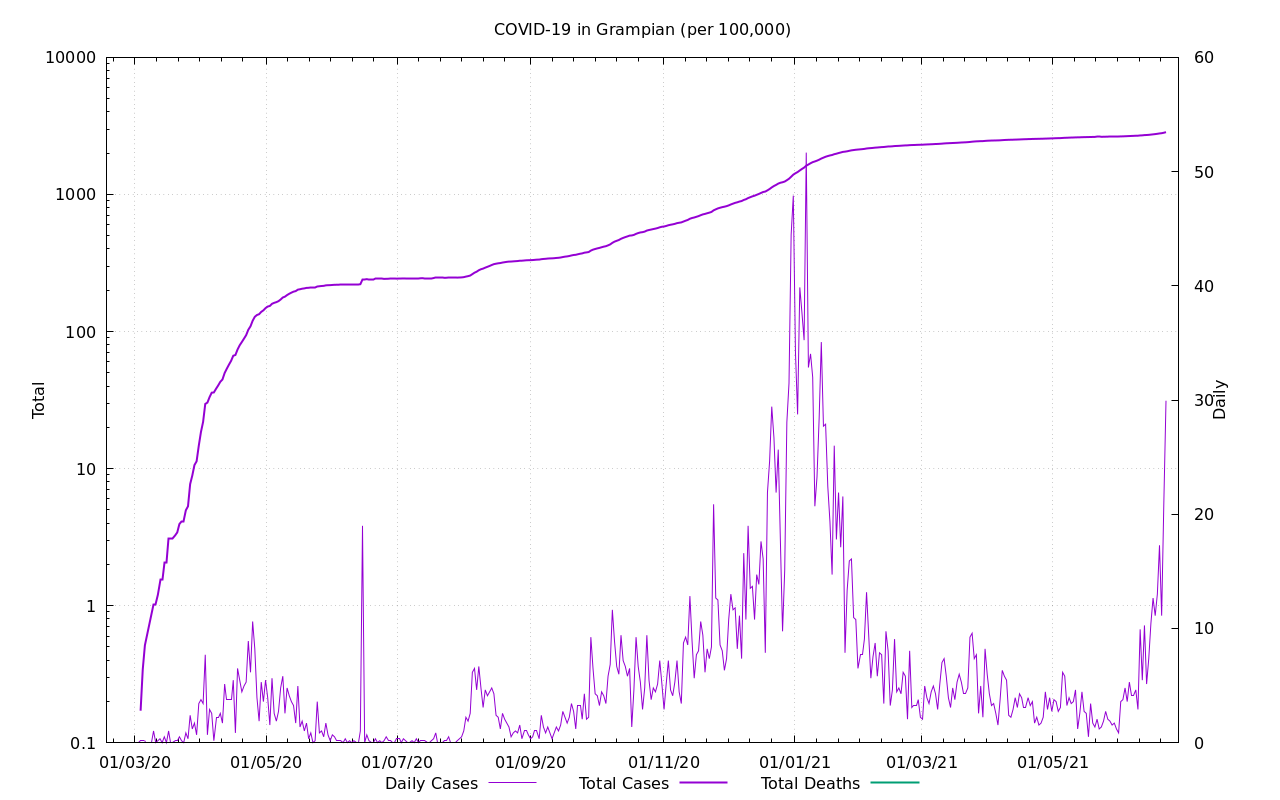 COVID-19 in Grampian (per 100,000)
10000
1000
100
10
1
0.1
Total
60
50
40
30
20
10
0
Daily
01/03/20 01/05/20 01/07/20 01/09/20 01/11/20 01/01/21 01/03/21 01/05/21
Daily Cases Total Cases Total Deaths